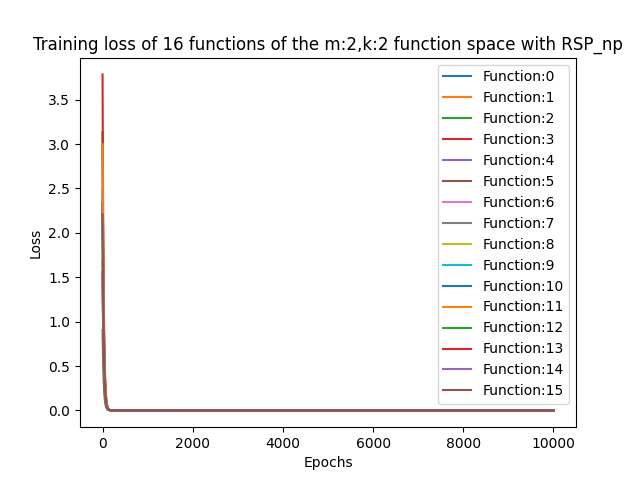 Training loss of 16 functions of the m:2,k:2 function space with RSP_np
Loss
3.5
3.0
2.5
2.0
1.5
1.0
0.5
0.0
0
2000
4000
6000
8000
10000
Epochs
Function:0
Function:1
Function:2
Function:3
Function:4
Function:5
Function:6
Function:7
Function:8
Function:9
Function:10
Function:11
Function:12
Function:13
Function:14
Function:15